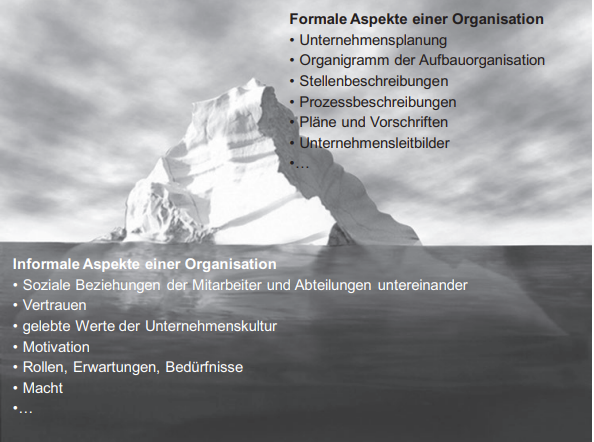 Formale Aspekte einer Organisation
• Unternehmensplanung
• Organigramm der Aufbauorganisation
• Stellenbeschreibungen
• Prozessbeschreibungen
• Pläne und Vorschriften
• Unternehmensleitbilder
•…
Informale Aspekte einer Organisation
• Soziale Beziehungen der Mitarbeiter und Abteilungen untereinander
• Vertrauen
• gelebte Werte der Unternehmenskultur
• Motivation
• Rollen, Erwartungen, Bedürfnisse
• Macht
•…